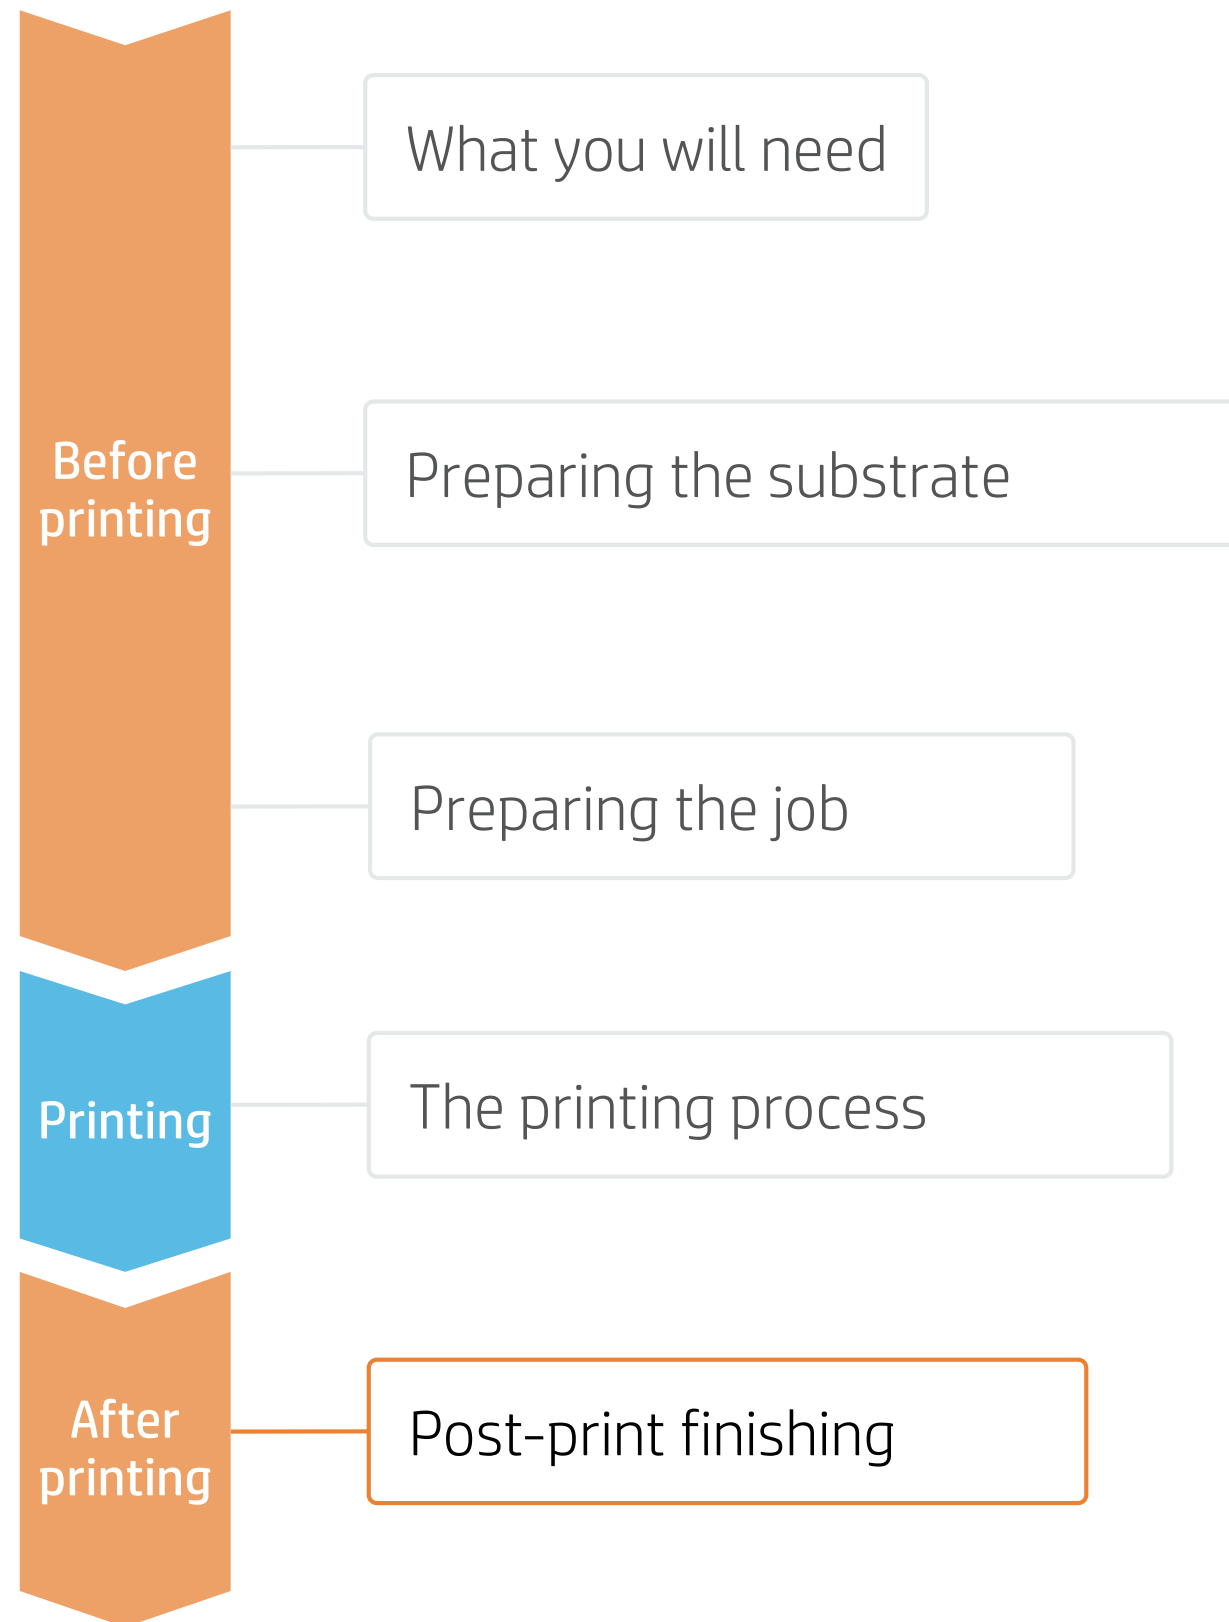 What you will need
Before
printing
Preparing the substrate
Preparing the job
Printing
The printing process
After
printing
Post-print finishing